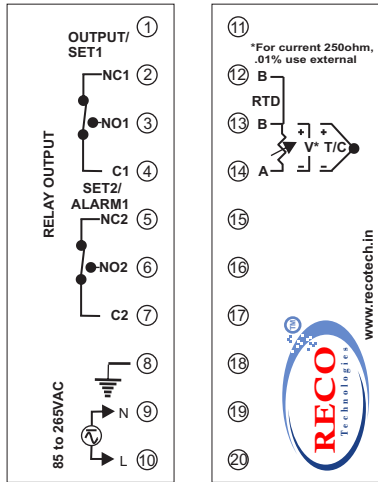 1
OUTPUT/
SET1
NC1 2
NO1 3
C1 4
SET2/
ALARM1
NC2 5
NO2 6
C2 7
8
N 9
L 10
RELAY OUTPUT
85 to 265VAC
11
*For current 250ohm,
.01% use external
12 B
RTD
13 B + +
V* T/C
14 A - -
15
16
17
18
19
20
www.recotech.in
RECO
Technologies
TM